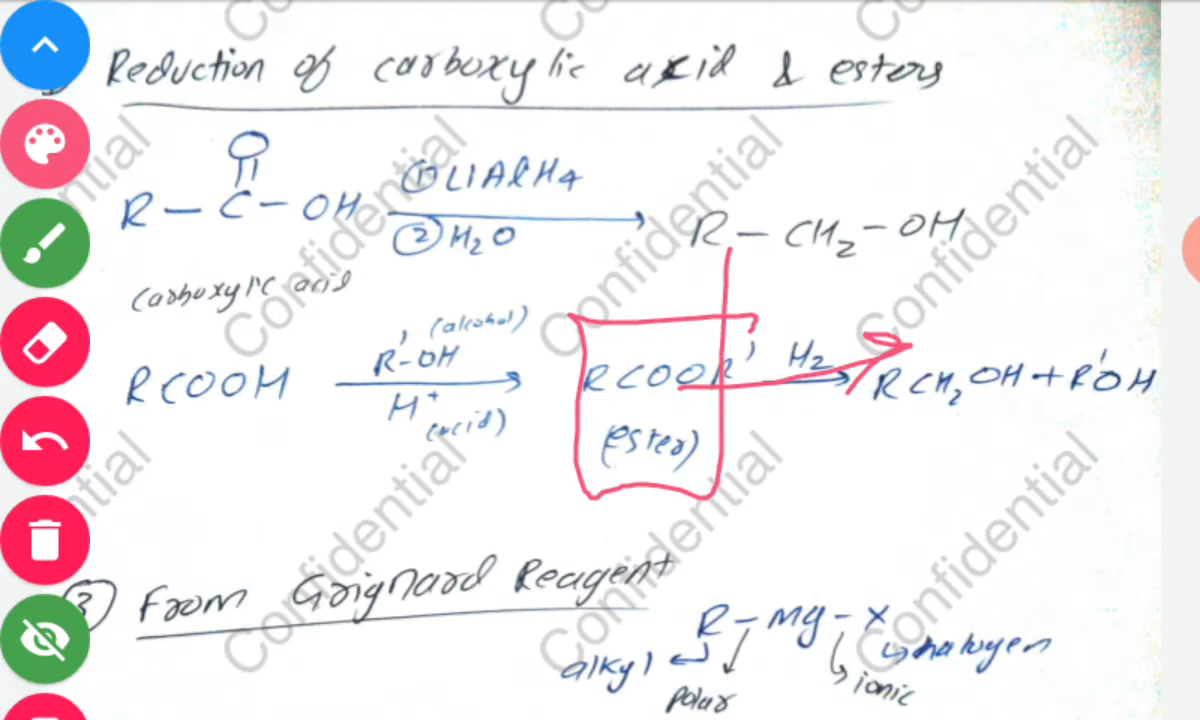 Reduction of carboxylic acid & esters
O
R - C - OH ① LiAlH4 ② H2O R - CH2 - OH
carboxylic acid
RCOOH R'-OH (alcohol) H+ (acid) RCOOR' H2 RCH2OH + R'OH
(ester)
③ From Grignard Reagent
R - Mg - X
alkyl polar ionic halogen
Confidential